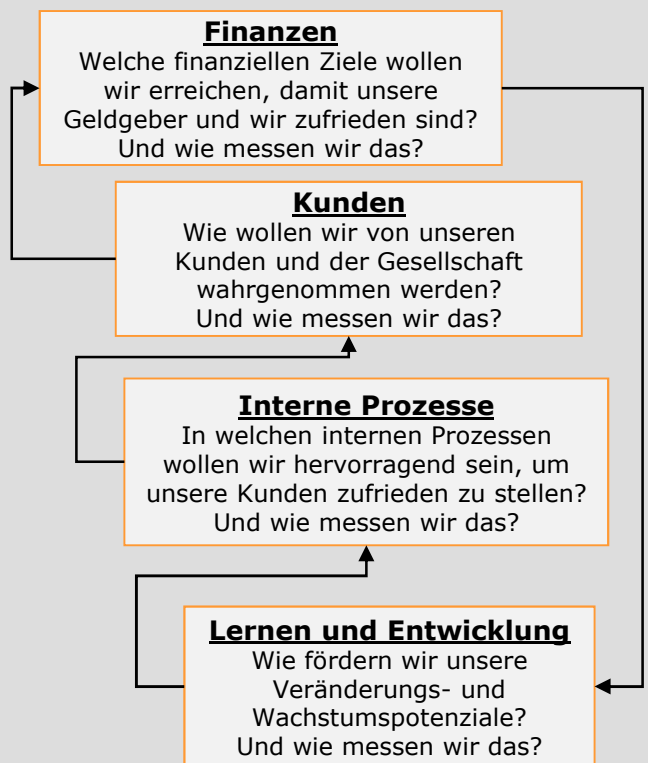 Finanzen
Welche finanziellen Ziele wollen
wir erreichen, damit unsere
Geldgeber und wir zufrieden sind?
Und wie messen wir das?
Kunden
Wie wollen wir von unseren
Kunden und der Gesellschaft
wahrgenommen werden?
Und wie messen wir das?
Interne Prozesse
In welchen internen Prozessen
wollen wir hervorragend sein, um
unsere Kunden zufrieden zu stellen?
Und wie messen wir das?
Lernen und Entwicklung
Wie fördern wir unsere
Veränderungs- und
Wachstumspotenziale?
Und wie messen wir das?